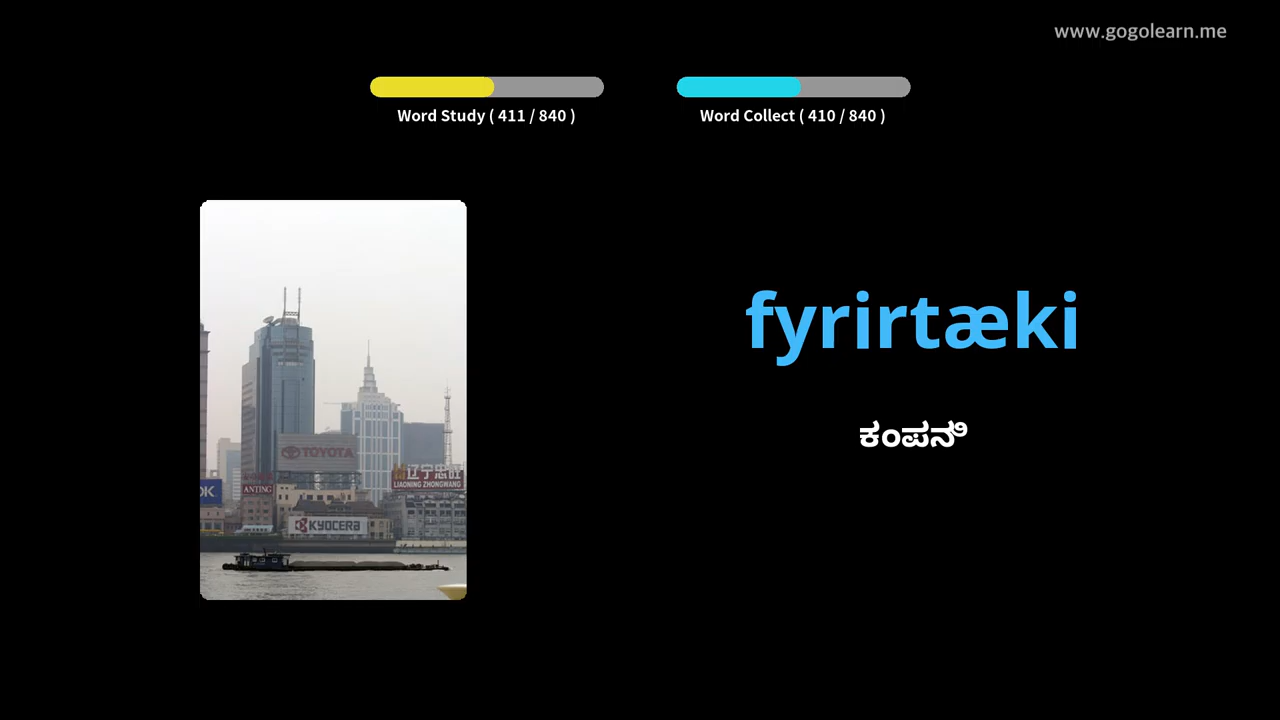 www.gogolearn.me
Word Study ( 411 / 840 )
Word Collect ( 410 / 840 )
fyrirtæki
ಕಂಪನಿ
TOYOTA
辽宁忠旺
LIAONING ZHONGWANG
OK
ANTING
KYOCERA